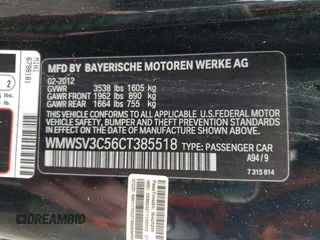 MFD BY BAYERISCHE MOTOREN WERKE AG
02-2012
GVWR 3538 lbs 1605 kg
GAWR FRONT 1962 lbs 890 kg
GAWR REAR 1664 lbs 755 kg
THIS VEHICLE CONFORMS TO ALL APPLICABLE U.S.
FEDERAL MOTOR VEHICLE SAFETY, BUMPER, AND
THEFT PREVENTION STANDARDS IN EFFECT ON THE
DATE OF MANUFACTURE SHOWN ABOVE.
WMWSV3C56CT385518 TYPE: PASSENGER CAR
A94/9
7 315 814
MINI
6798101
2